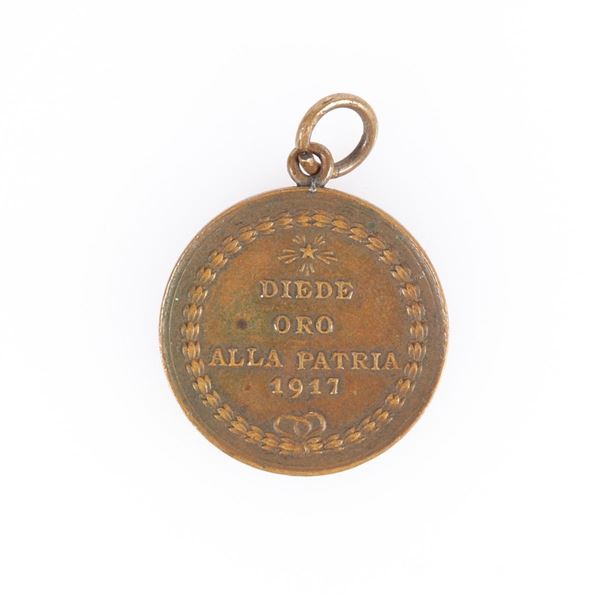 DIEDE
ORO
ALLA PATRIA
1917